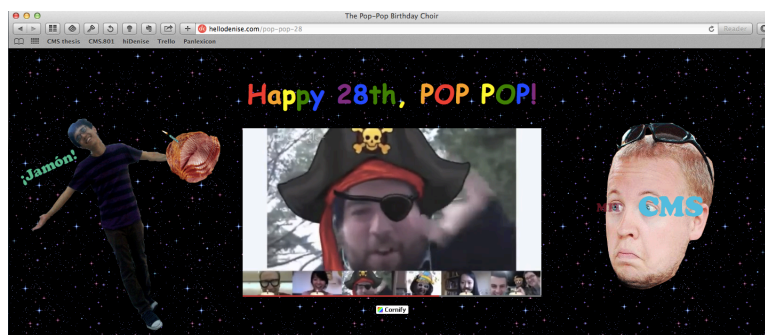 The Pop-Pop Birthday Choir
hellodenise.com/pop-pop-28
Reader
CMS thesis CMS.801 hiDenise Trello Panlexicon
Happy 28th, POP POP!
¡Jamón!
CMS
Cornify